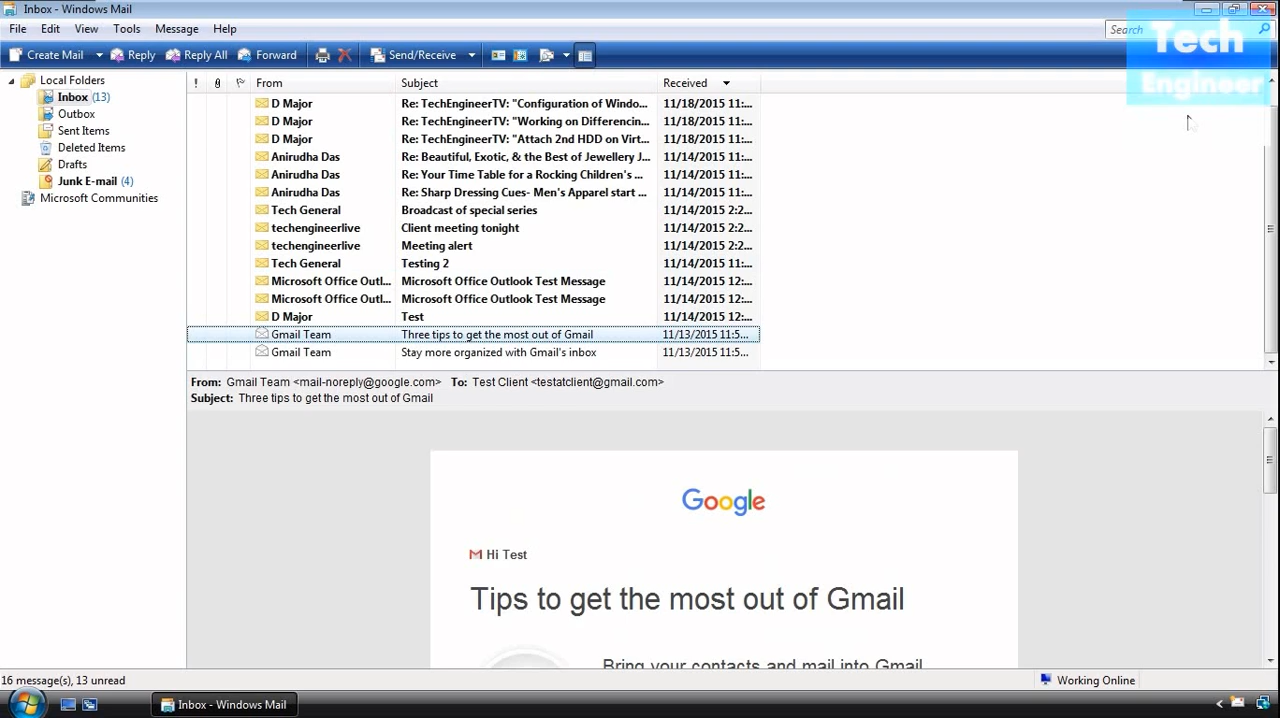 Inbox - Windows Mail
File Edit View Tools Message Help
Search
Tech
Engineer
Create Mail Reply Reply All Forward Send/Receive
Local Folders
Inbox (13)
Outbox
Sent Items
Deleted Items
Drafts
Junk E-mail (4)
Microsoft Communities
! From Subject Received
D Major Re: TechEngineerTV: "Configuration of Windo... 11/18/2015 11:...
D Major Re: TechEngineerTV: "Working on Differencin... 11/18/2015 11:...
D Major Re: TechEngineerTV: "Attach 2nd HDD on Virt... 11/18/2015 11:...
Anirudha Das Re: Beautiful, Exotic, & the Best of Jewellery J... 11/14/2015 11:...
Anirudha Das Re: Your Time Table for a Rocking Children's ... 11/14/2015 11:...
Anirudha Das Re: Sharp Dressing Cues- Men's Apparel start ... 11/14/2015 11:...
Tech General Broadcast of special series 11/14/2015 2:2...
techengineerlive Client meeting tonight 11/14/2015 2:2...
techengineerlive Meeting alert 11/14/2015 2:2...
Tech General Testing 2 11/14/2015 11:...
Microsoft Office Outl... Microsoft Office Outlook Test Message 11/14/2015 12:...
Microsoft Office Outl... Microsoft Office Outlook Test Message 11/14/2015 12:...
D Major Test 11/14/2015 12:...
Gmail Team Three tips to get the most out of Gmail 11/13/2015 11:5...
Gmail Team Stay more organized with Gmail's inbox 11/13/2015 11:5...
From: Gmail Team <mail-noreply@google.com> To: Test Client <testatclient@gmail.com>
Subject: Three tips to get the most out of Gmail
Google
Hi Test
Tips to get the most out of Gmail
Bring your contacts and mail into Gmail
16 message(s), 13 unread
Working Online
Inbox - Windows Mail